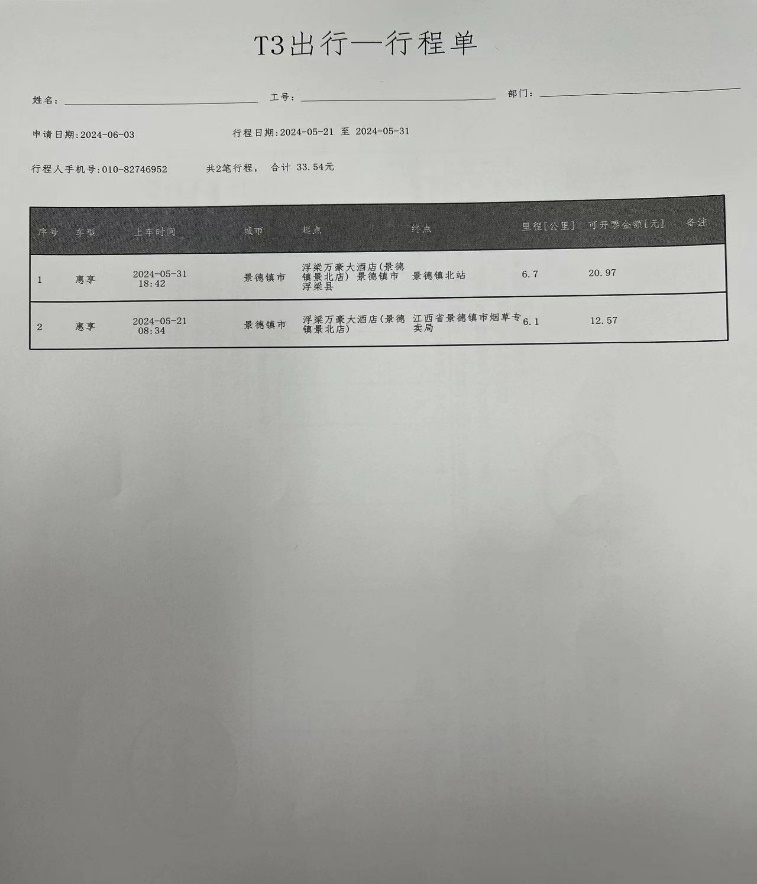 T3出行—行程单
姓名: 工号: 部门:
申请日期:2024-06-03 行程日期:2024-05-21 至 2024-05-31
行程人手机号:010-82746952 共2笔行程, 合计 33.54元
序号 车型 上车时间 城市 起点 终点 里程[公里] 可开票金额[元] 备注
1 惠享 2024-05-31 18:42 景德镇市 浮梁万豪大酒店(景德镇景北店) 景德镇市浮梁县 景德镇北站 6.7 20.97
2 惠享 2024-05-21 08:34 景德镇市 浮梁万豪大酒店(景德镇景北店) 江西省景德镇市烟草专卖局 6.1 12.57